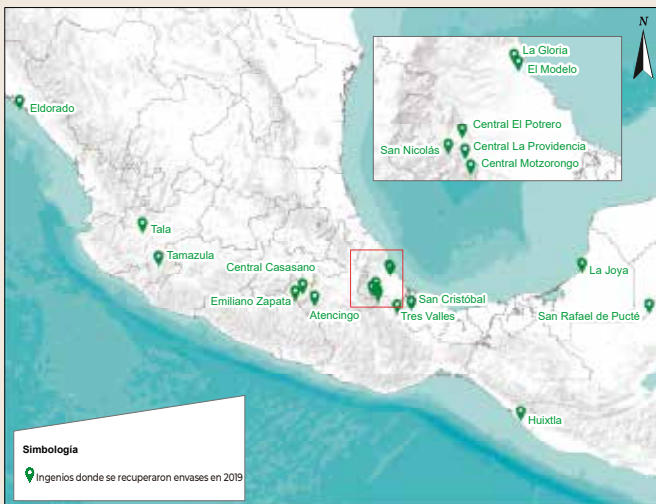 N
La Gloria
El Modelo
Central El Potrero
San Nicolás
Central La Providencia
Central Motzorongo
Eldorado
Tala
Tamazula
Central Casasano
Emiliano Zapata
Atencingo
San Cristóbal
Tres Valles
La Joya
San Rafael de Pucté
Huixtla
Simbología
Ingenios donde se recuperaron envases en 2019